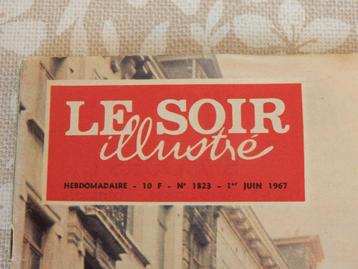 LE SOIR
illustré
HEBDOMADAIRE - 10 F - N° 1823 - 1er JUIN 1967